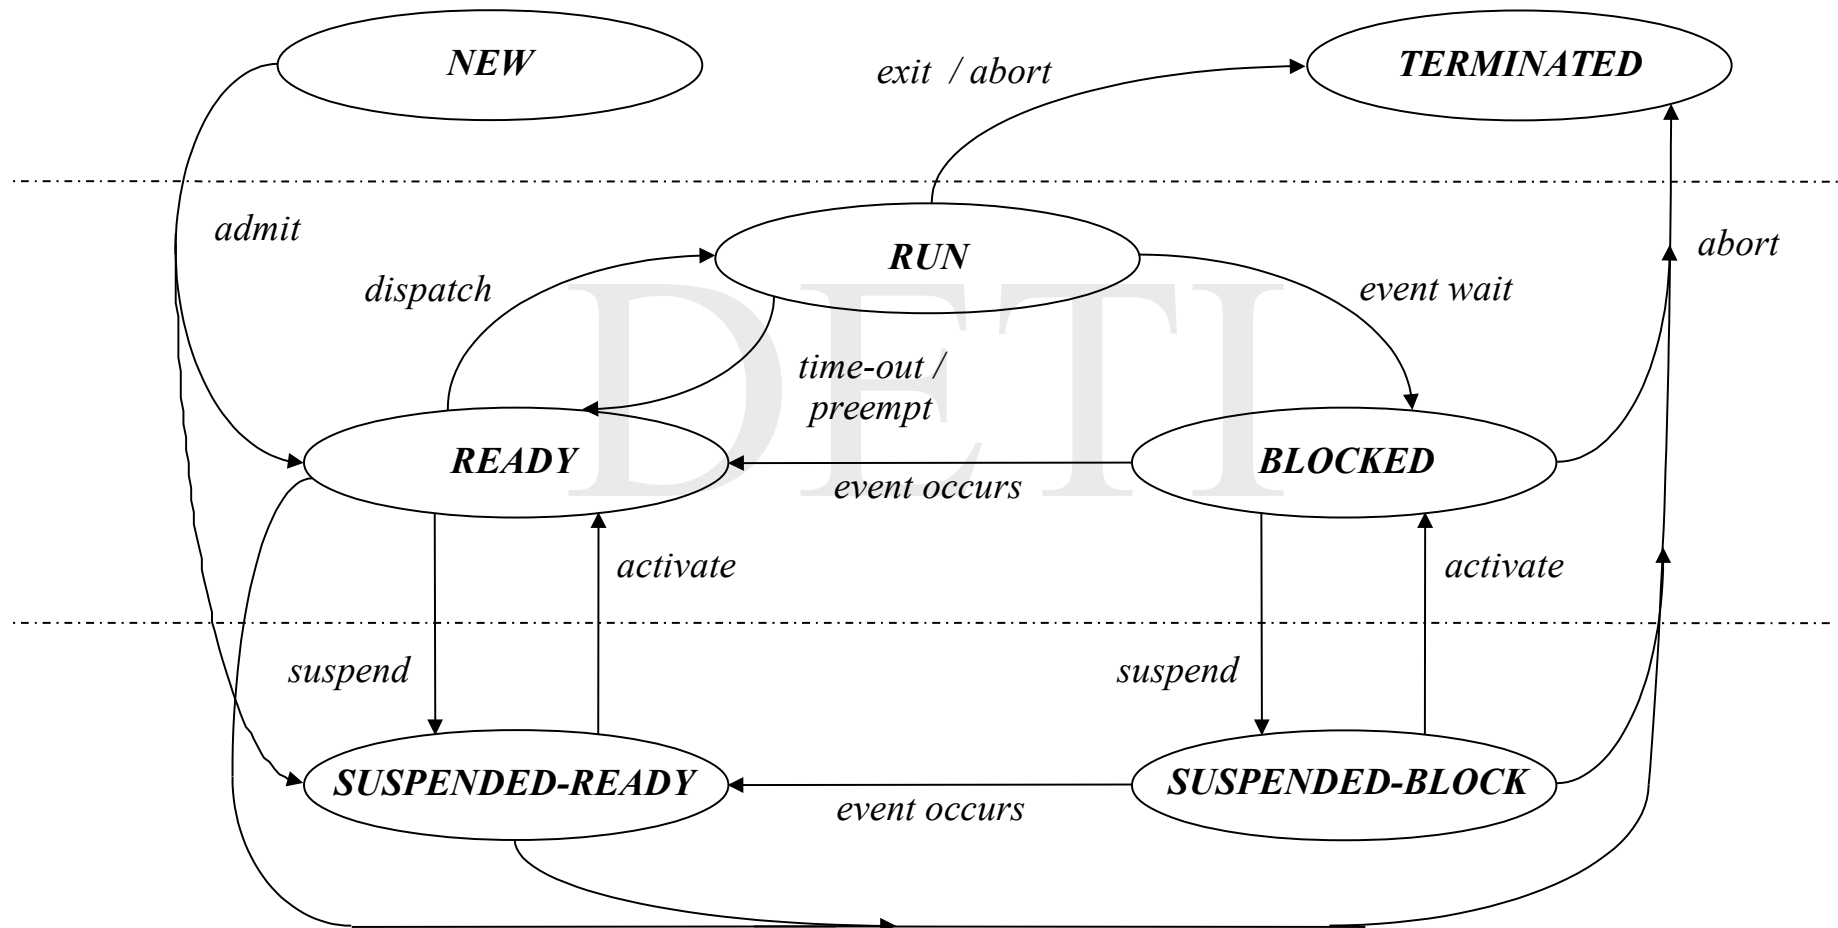 NEW
TERMINATED
exit / abort
admit
RUN
abort
dispatch
event wait
DETI
time-out /
preempt
READY
BLOCKED
event occurs
activate
activate
suspend
suspend
SUSPENDED-READY
SUSPENDED-BLOCK
event occurs